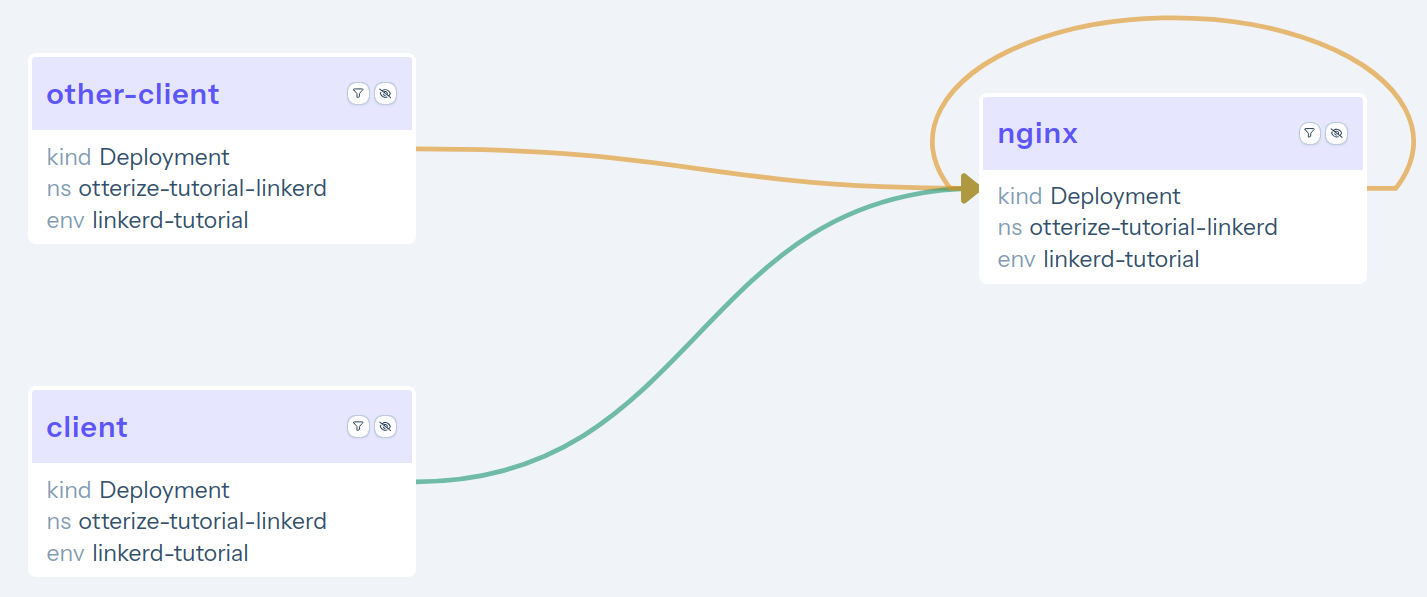 other-client
kind Deployment
ns otterize-tutorial-linkerd
env linkerd-tutorial
nginx
kind Deployment
ns otterize-tutorial-linkerd
env linkerd-tutorial
client
kind Deployment
ns otterize-tutorial-linkerd
env linkerd-tutorial